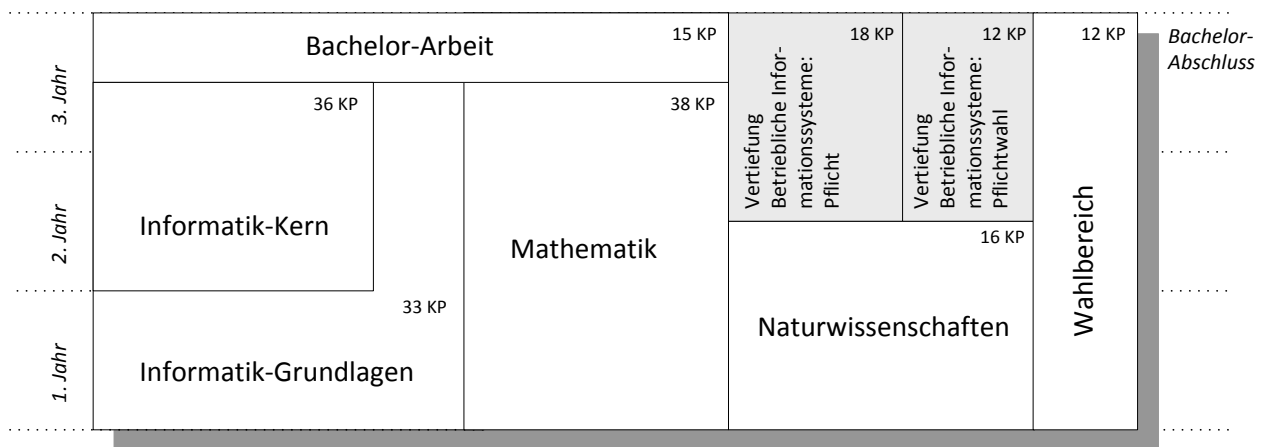 15 KP
Bachelor-Arbeit
18 KP
Vertiefung
Betriebliche Infor-
mationssysteme:
Pflicht
12 KP
Vertiefung
Betriebliche Infor-
mationssysteme:
Pflichtwahl
12 KP
Wahlbereich
Bachelor-
Abschluss
3. Jahr
36 KP
Informatik-Kern
38 KP
Mathematik
2. Jahr
16 KP
Naturwissenschaften
33 KP
Informatik-Grundlagen
1. Jahr